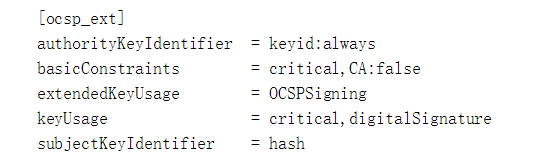 [ocsp_ext]
authorityKeyIdentifier = keyid:always
basicConstraints = critical,CA:false
extendedKeyUsage = OCSPSigning
keyUsage = critical,digitalSignature
subjectKeyIdentifier = hash